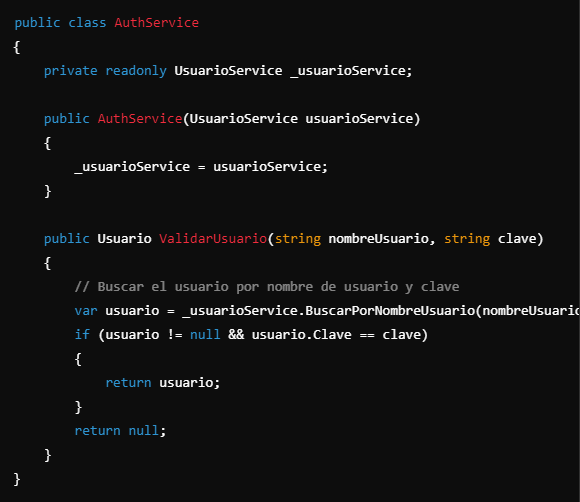 public class AuthService
{
    private readonly UsuarioService _usuarioService;

    public AuthService(UsuarioService usuarioService)
    {
        _usuarioService = usuarioService;
    }

    public Usuario ValidarUsuario(string nombreUsuario, string clave)
    {
        // Buscar el usuario por nombre de usuario y clave
        var usuario = _usuarioService.BuscarPorNombreUsuario(nombreUsuario
        if (usuario != null && usuario.Clave == clave)
        {
            return usuario;
        }
        return null;
    }
}